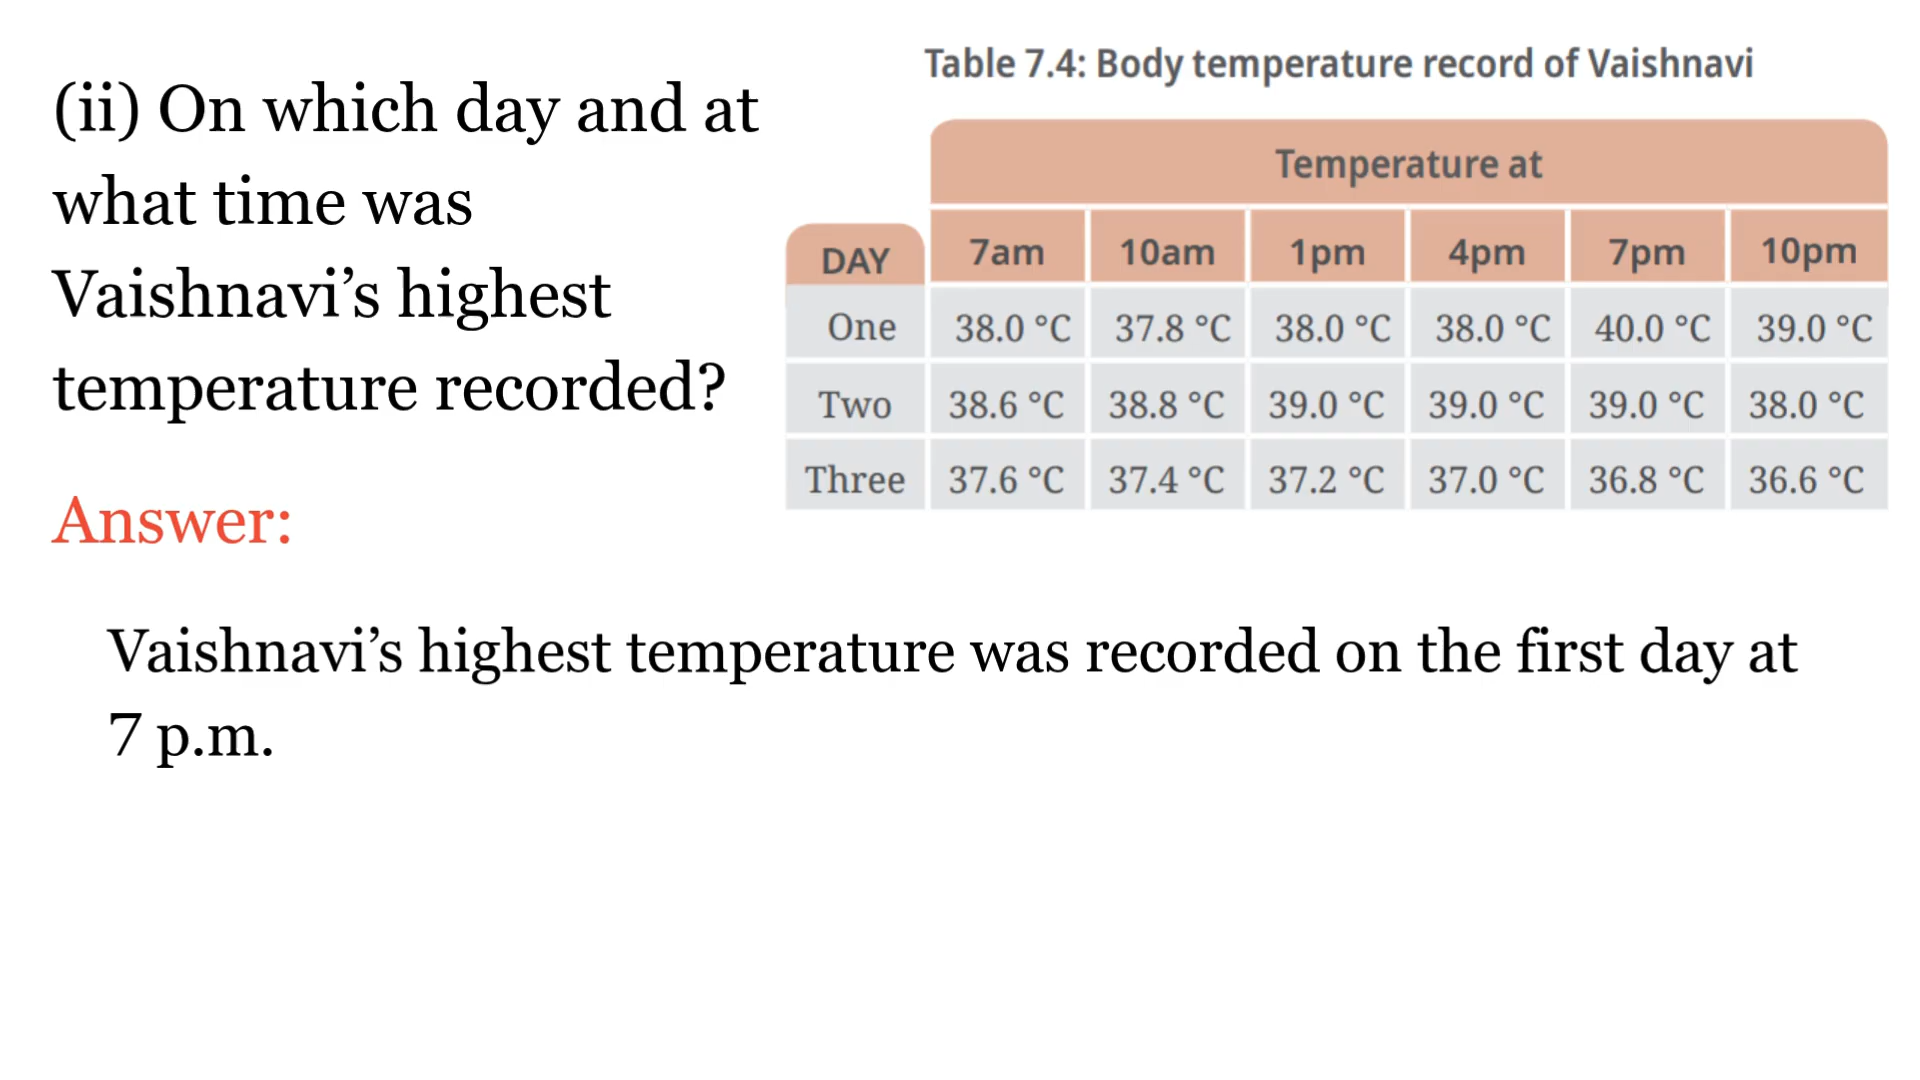 (ii) On which day and at
what time was
Vaishnavi’s highest
temperature recorded?
Table 7.4: Body temperature record of Vaishnavi
Temperature at
DAY 7am 10am 1pm 4pm 7pm 10pm
One 38.0 °C 37.8 °C 38.0 °C 38.0 °C 40.0 °C 39.0 °C
Two 38.6 °C 38.8 °C 39.0 °C 39.0 °C 39.0 °C 38.0 °C
Three 37.6 °C 37.4 °C 37.2 °C 37.0 °C 36.8 °C 36.6 °C
Answer:
Vaishnavi’s highest temperature was recorded on the first day at
7 p.m.